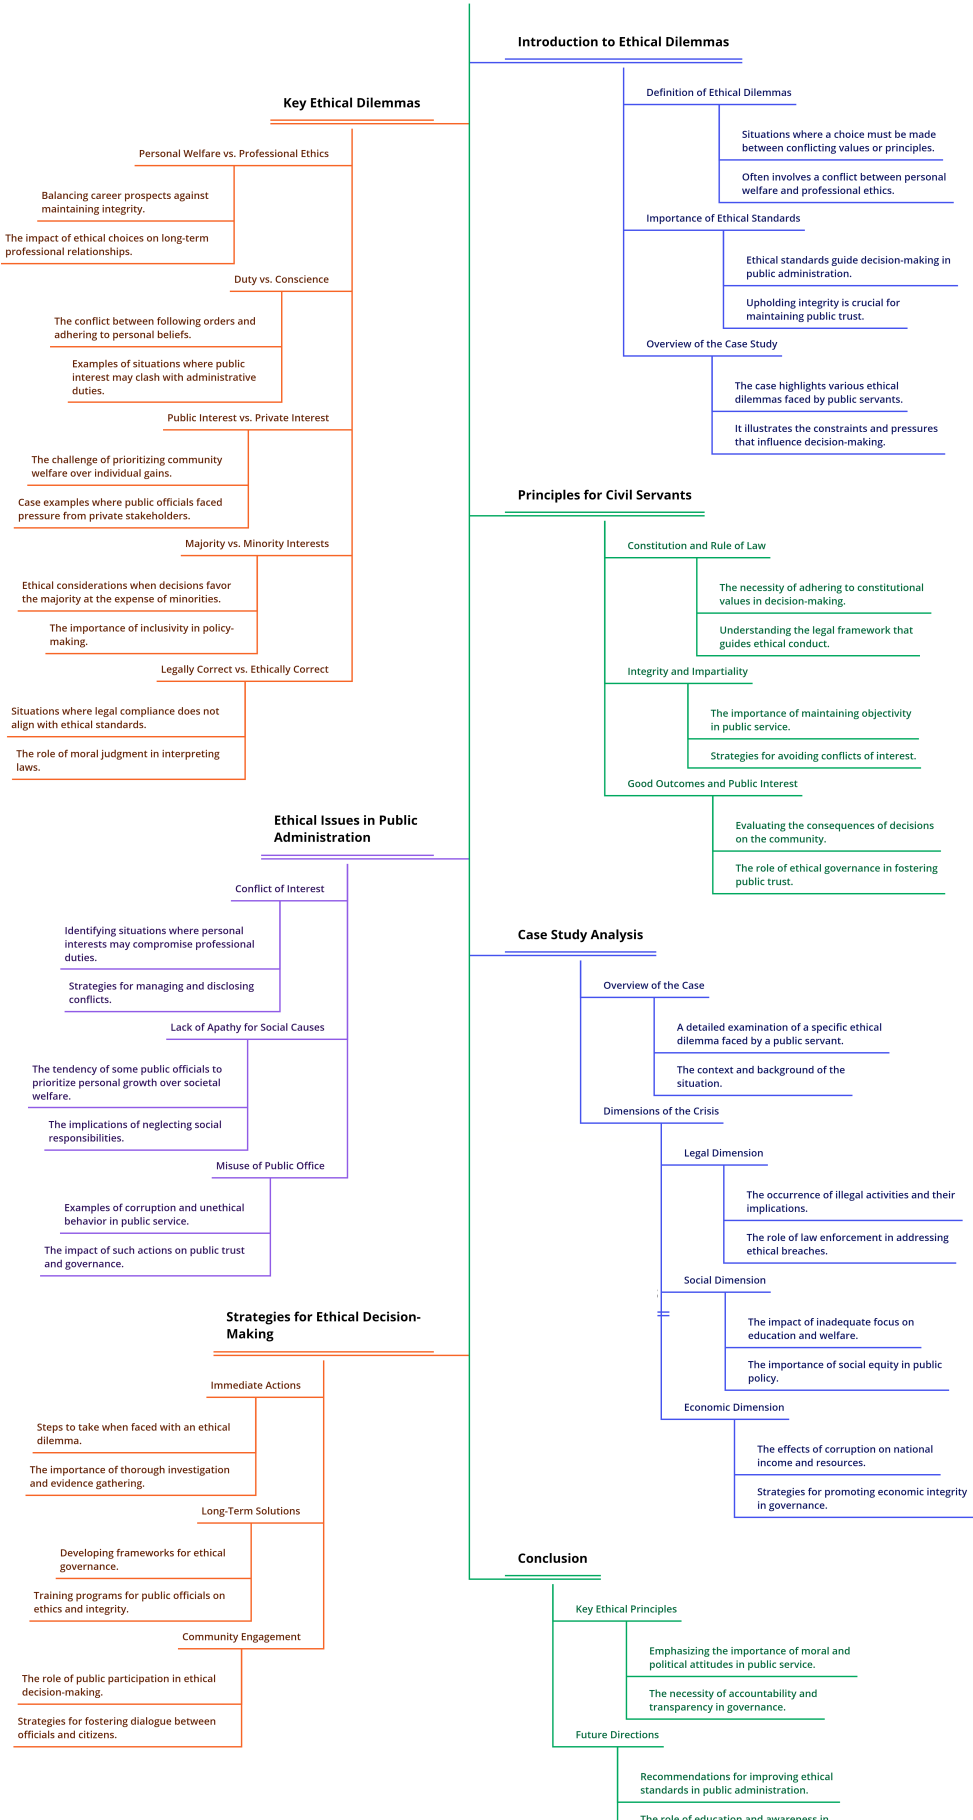 Introduction to Ethical Dilemmas
Definition of Ethical Dilemmas
Situations where a choice must be made
between conflicting values or principles.
Often involves a conflict between personal
welfare and professional ethics.
Importance of Ethical Standards
Ethical standards guide decision-making in
public administration.
Upholding integrity is crucial for
maintaining public trust.
Overview of the Case Study
The case highlights various ethical
dilemmas faced by public servants.
It illustrates the constraints and pressures
that influence decision-making.
Key Ethical Dilemmas
Personal Welfare vs. Professional Ethics
Balancing career prospects against
maintaining integrity.
The impact of ethical choices on long-term
professional relationships.
Duty vs. Conscience
The conflict between following orders and
adhering to personal beliefs.
Examples of situations where public
interest may clash with administrative
duties.
Public Interest vs. Private Interest
The challenge of prioritizing community
welfare over individual gains.
Case examples where public officials faced
pressure from private stakeholders.
Majority vs. Minority Interests
Ethical considerations when decisions favor
the majority at the expense of minorities.
The importance of inclusivity in policy-
making.
Legally Correct vs. Ethically Correct
Situations where legal compliance does not
align with ethical standards.
The role of moral judgment in interpreting
laws.
Principles for Civil Servants
Constitution and Rule of Law
The necessity of adhering to constitutional
values in decision-making.
Understanding the legal framework that
guides ethical conduct.
Integrity and Impartiality
The importance of maintaining objectivity
in public service.
Strategies for avoiding conflicts of interest.
Good Outcomes and Public Interest
Evaluating the consequences of decisions
on the community.
The role of ethical governance in fostering
public trust.
Ethical Issues in Public
Administration
Conflict of Interest
Identifying situations where personal
interests may compromise professional
duties.
Strategies for managing and disclosing
conflicts.
Lack of Apathy for Social Causes
The tendency of some public officials to
prioritize personal growth over societal
welfare.
The implications of neglecting social
responsibilities.
Misuse of Public Office
Examples of corruption and unethical
behavior in public service.
The impact of such actions on public trust
and governance.
Case Study Analysis
Overview of the Case
A detailed examination of a specific ethical
dilemma faced by a public servant.
The context and background of the
situation.
Dimensions of the Crisis
Legal Dimension
The occurrence of illegal activities and their
implications.
The role of law enforcement in addressing
ethical breaches.
Social Dimension
The impact of inadequate focus on
education and welfare.
The importance of social equity in public
policy.
Economic Dimension
The effects of corruption on national
income and resources.
Strategies for promoting economic integrity
in governance.
Strategies for Ethical Decision-
Making
Immediate Actions
Steps to take when faced with an ethical
dilemma.
The importance of thorough investigation
and evidence gathering.
Long-Term Solutions
Developing frameworks for ethical
governance.
Training programs for public officials on
ethics and integrity.
Community Engagement
The role of public participation in ethical
decision-making.
Strategies for fostering dialogue between
officials and citizens.
Conclusion
Key Ethical Principles
Emphasizing the importance of moral and
political attitudes in public service.
The necessity of accountability and
transparency in governance.
Future Directions
Recommendations for improving ethical
standards in public administration.
The role of education and awareness in